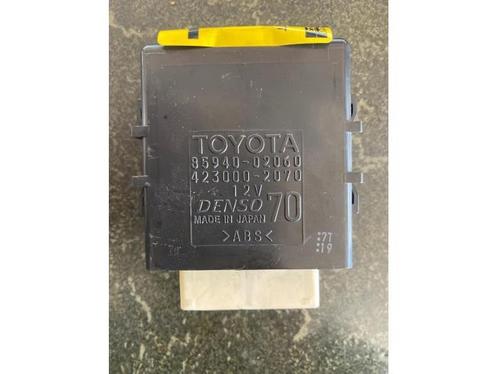 TOYOTA
85940-02060
423000-2070
12V
DENSO 70
MADE IN JAPAN
>ABS<